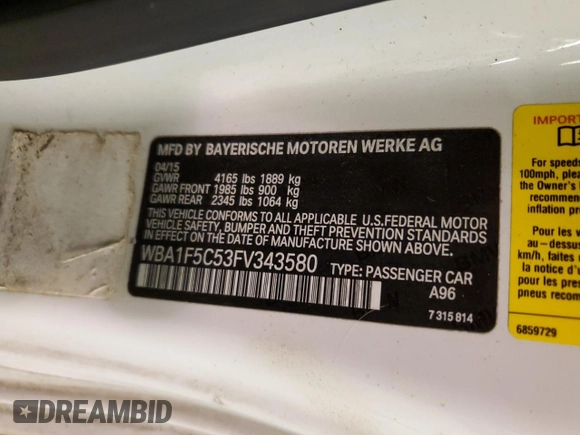 MFD BY BAYERISCHE MOTOREN WERKE AG
04/15
GVWR 4165 lbs 1889 kg
GAWR FRONT 1985 lbs 900 kg
GAWR REAR 2345 lbs 1064 kg
THIS VEHICLE CONFORMS TO ALL APPLICABLE U.S.FEDERAL MOTOR
VEHICLE SAFETY, BUMPER, AND THEFT PREVENTION STANDARDS
IN EFFECT ON THE DATE OF MANUFACTURE SHOWN ABOVE.
WBA1F5C53FV343580 TYPE: PASSENGER CAR
A96
7 315 814
IMPORT
For speeds
100mph, plea
the Owner's
recommen
inflation pre
Pour
au-dessus
km/h, faites
la notice d'
pour les pres
pneus recom
6859729
DREAMBID